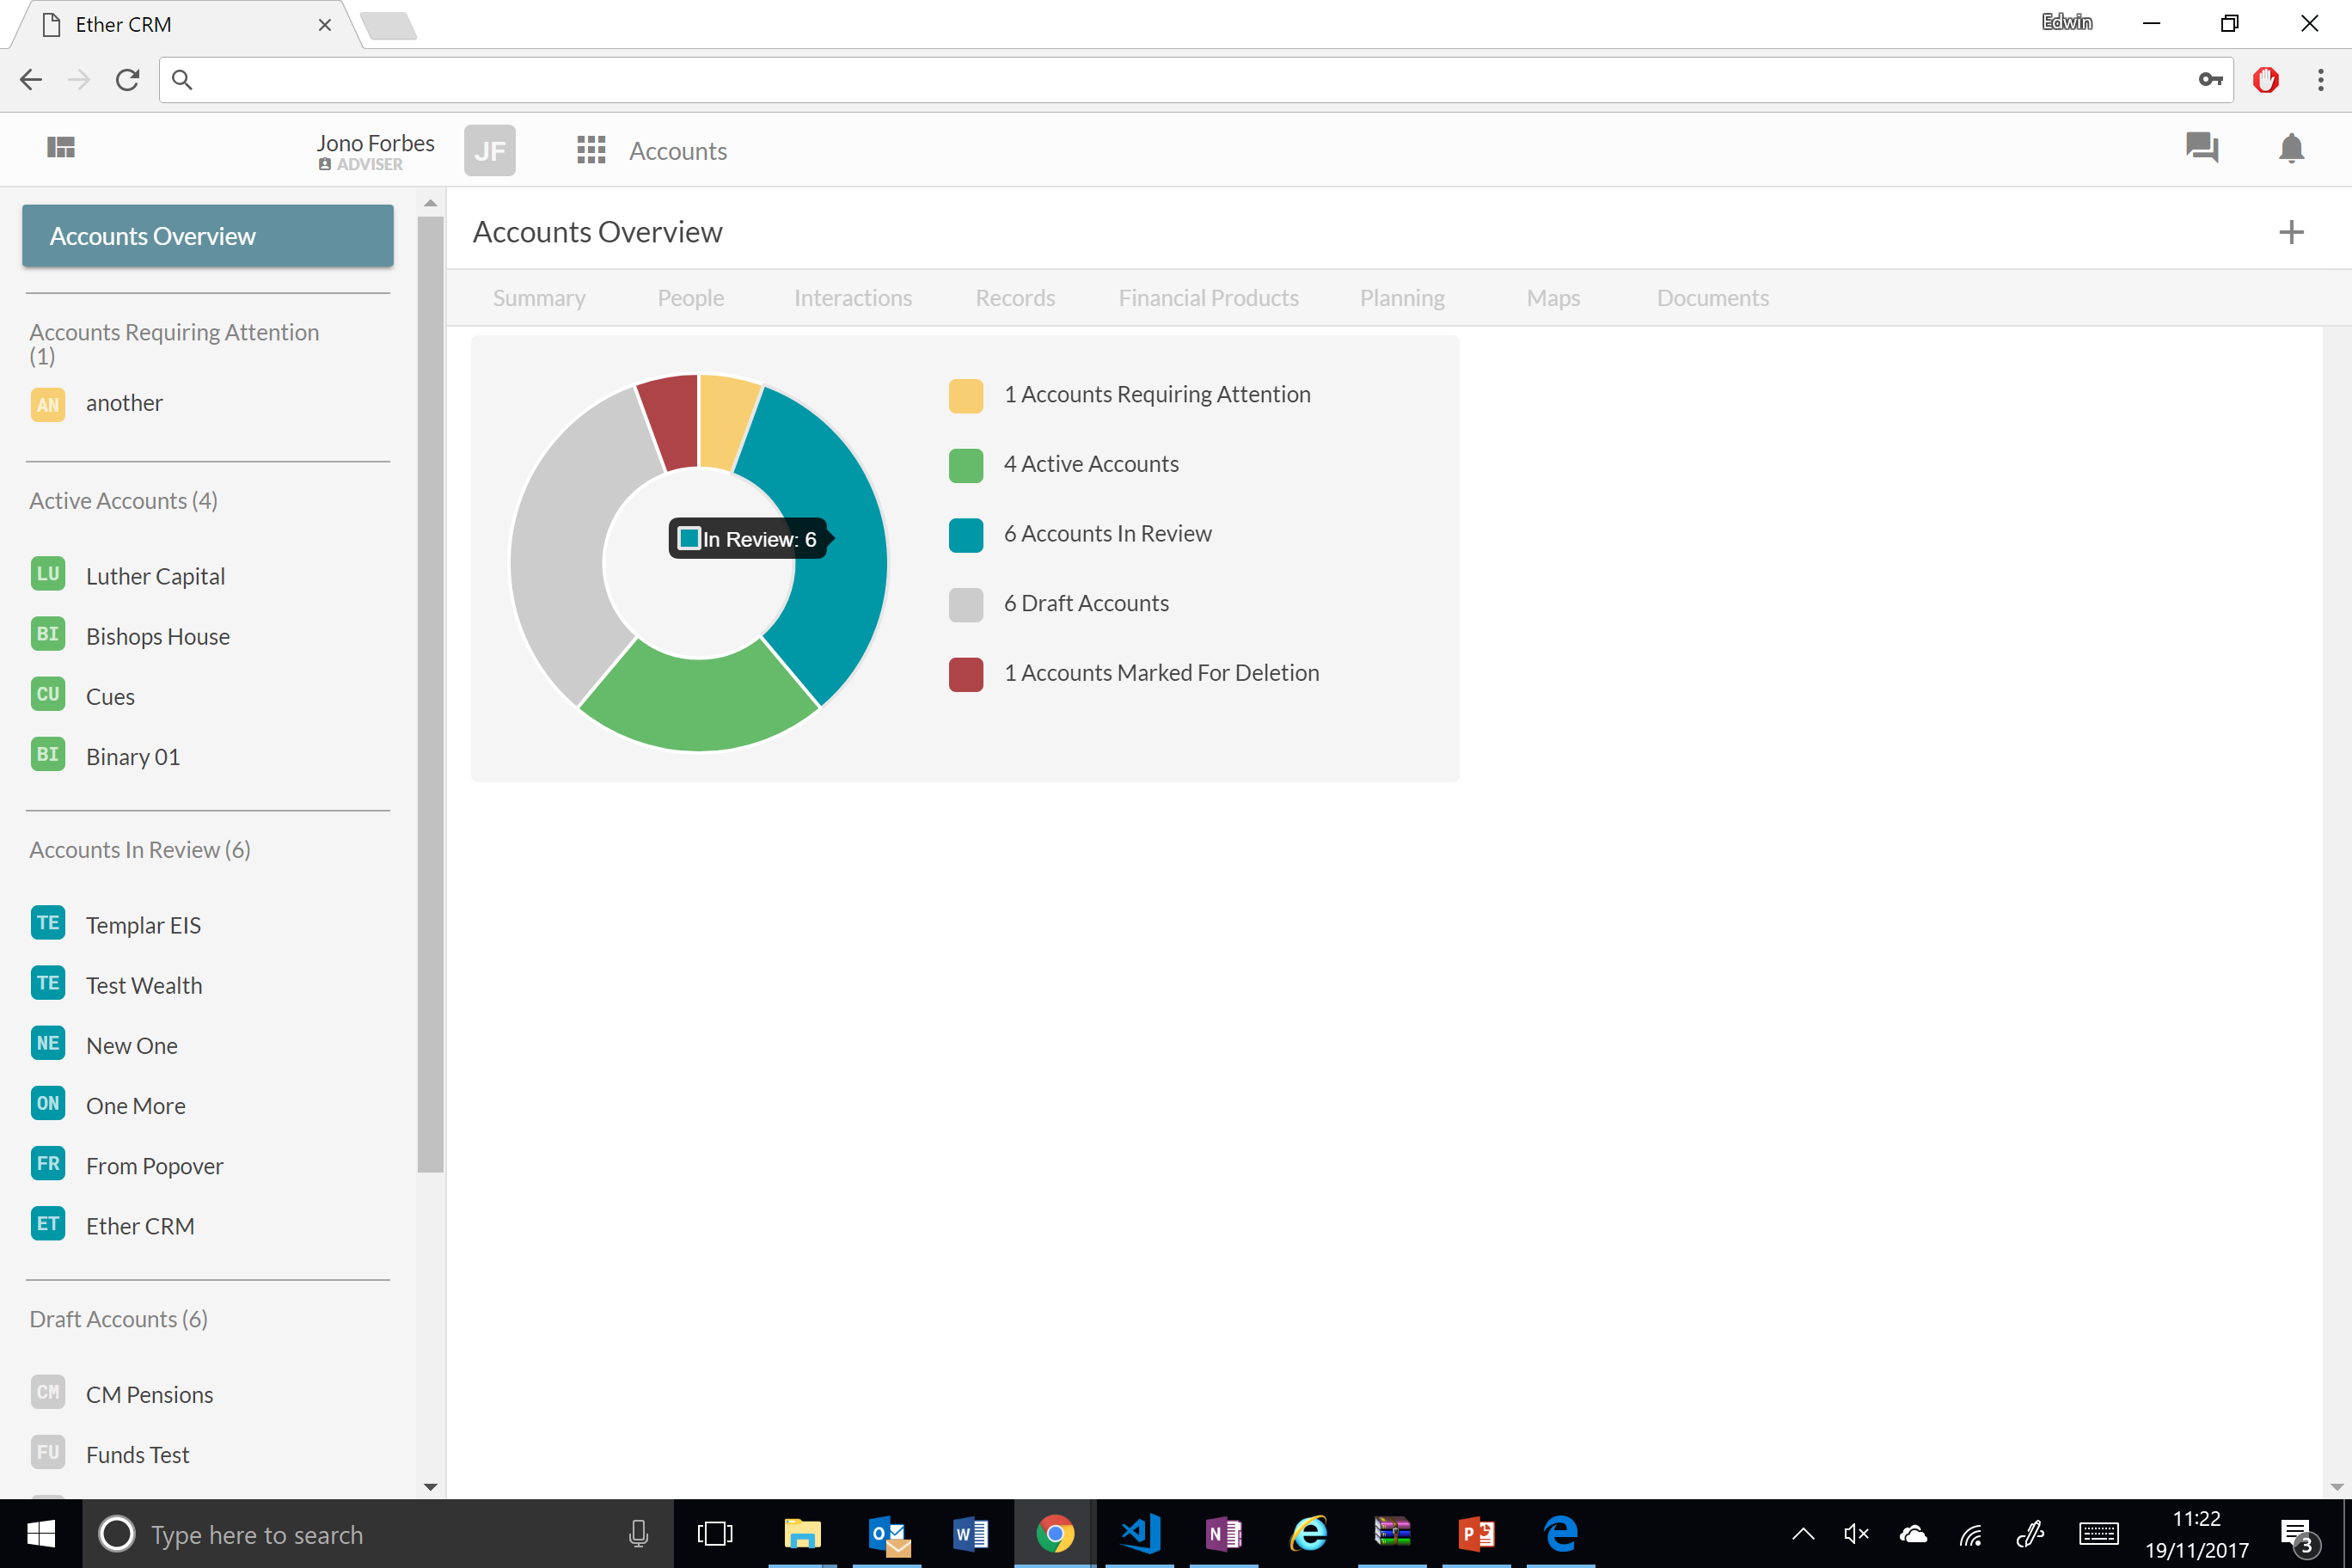 Ether CRM
Edwin
Jono Forbes
ADVISER
JF
Accounts
Accounts Overview
Accounts Requiring Attention
(1)
AN another
Active Accounts (4)
LU Luther Capital
BI Bishops House
CU Cues
BI Binary 01
Accounts In Review (6)
TE Templar EIS
TE Test Wealth
NE New One
ON One More
FR From Popover
ET Ether CRM
Draft Accounts (6)
CM CM Pensions
FU Funds Test
Accounts Overview
Summary People Interactions Records Financial Products Planning Maps Documents
In Review: 6
1 Accounts Requiring Attention
4 Active Accounts
6 Accounts In Review
6 Draft Accounts
1 Accounts Marked For Deletion
Type here to search
11:22
19/11/2017
3